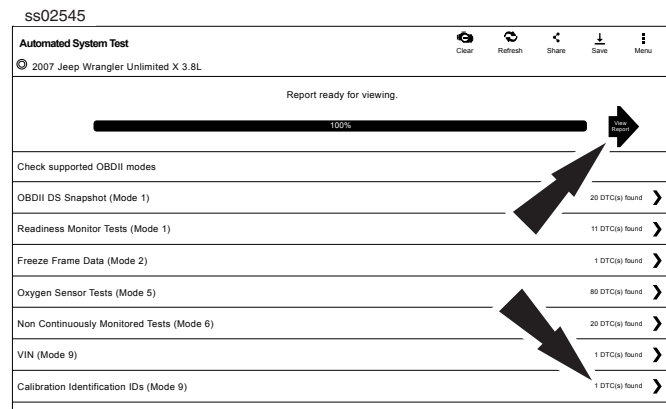 ss02545
Automated System Test
Clear Refresh Share Save Menu
2007 Jeep Wrangler Unlimited X 3.8L
Report ready for viewing.
100%
View
Report
Check supported OBDII modes
OBDII DS Snapshot (Mode 1) 20 DTC(s) found
Readiness Monitor Tests (Mode 1) 11 DTC(s) found
Freeze Frame Data (Mode 2) 1 DTC(s) found
Oxygen Sensor Tests (Mode 5) 80 DTC(s) found
Non Continuously Monitored Tests (Mode 6) 20 DTC(s) found
VIN (Mode 9) 1 DTC(s) found
Calibration Identification IDs (Mode 9) 1 DTC(s) found